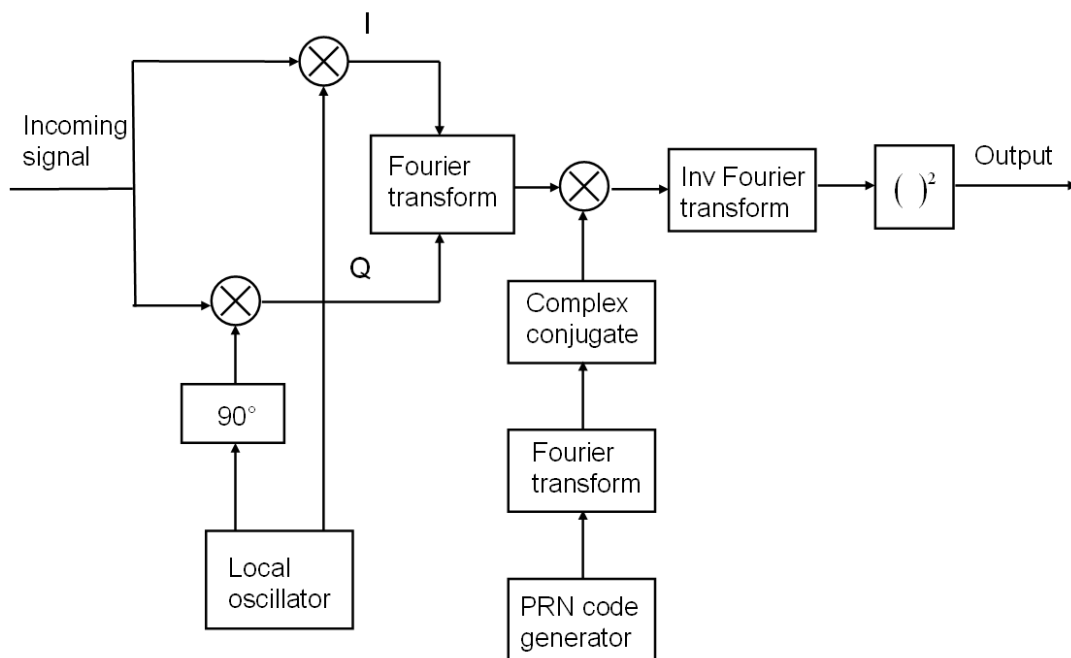 I
Incoming
signal
Fourier
transform
Inv Fourier
transform
( )²
Output
Q
Complex
conjugate
90°
Fourier
transform
Local
oscillator
PRN code
generator